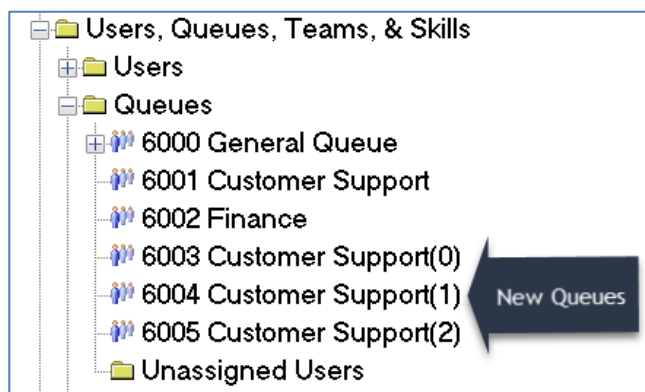 Users, Queues, Teams, & Skills
Users
Queues
6000 General Queue
6001 Customer Support
6002 Finance
6003 Customer Support(0)
6004 Customer Support(1)
New Queues
6005 Customer Support(2)
Unassigned Users